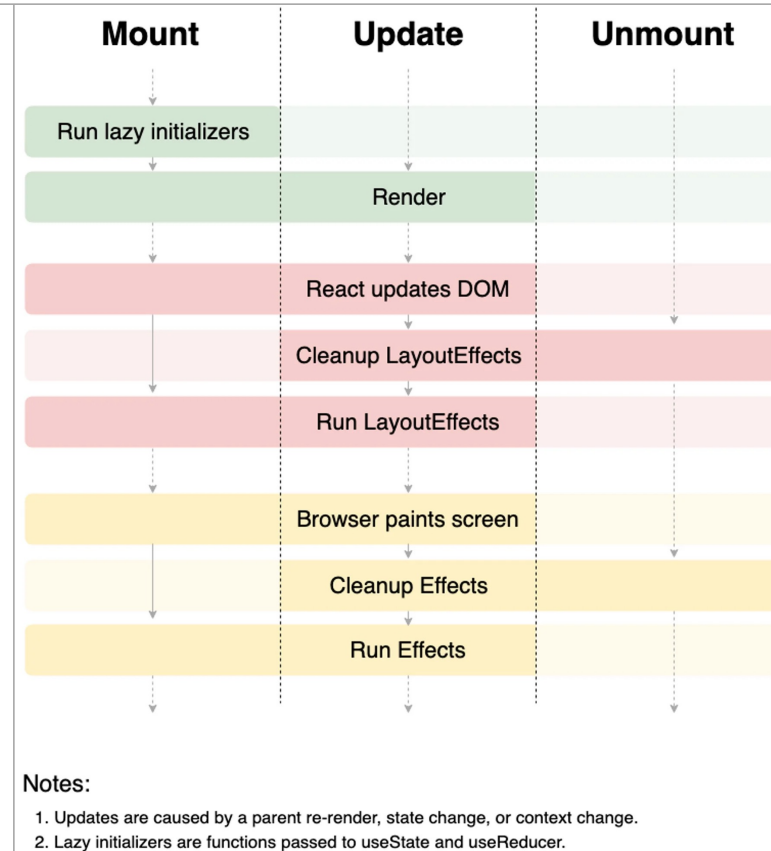 Mount Update Unmount
Run lazy initializers
Render
React updates DOM
Cleanup LayoutEffects
Run LayoutEffects
Browser paints screen
Cleanup Effects
Run Effects
Notes:
1. Updates are caused by a parent re-render, state change, or context change.
2. Lazy initializers are functions passed to useState and useReducer.